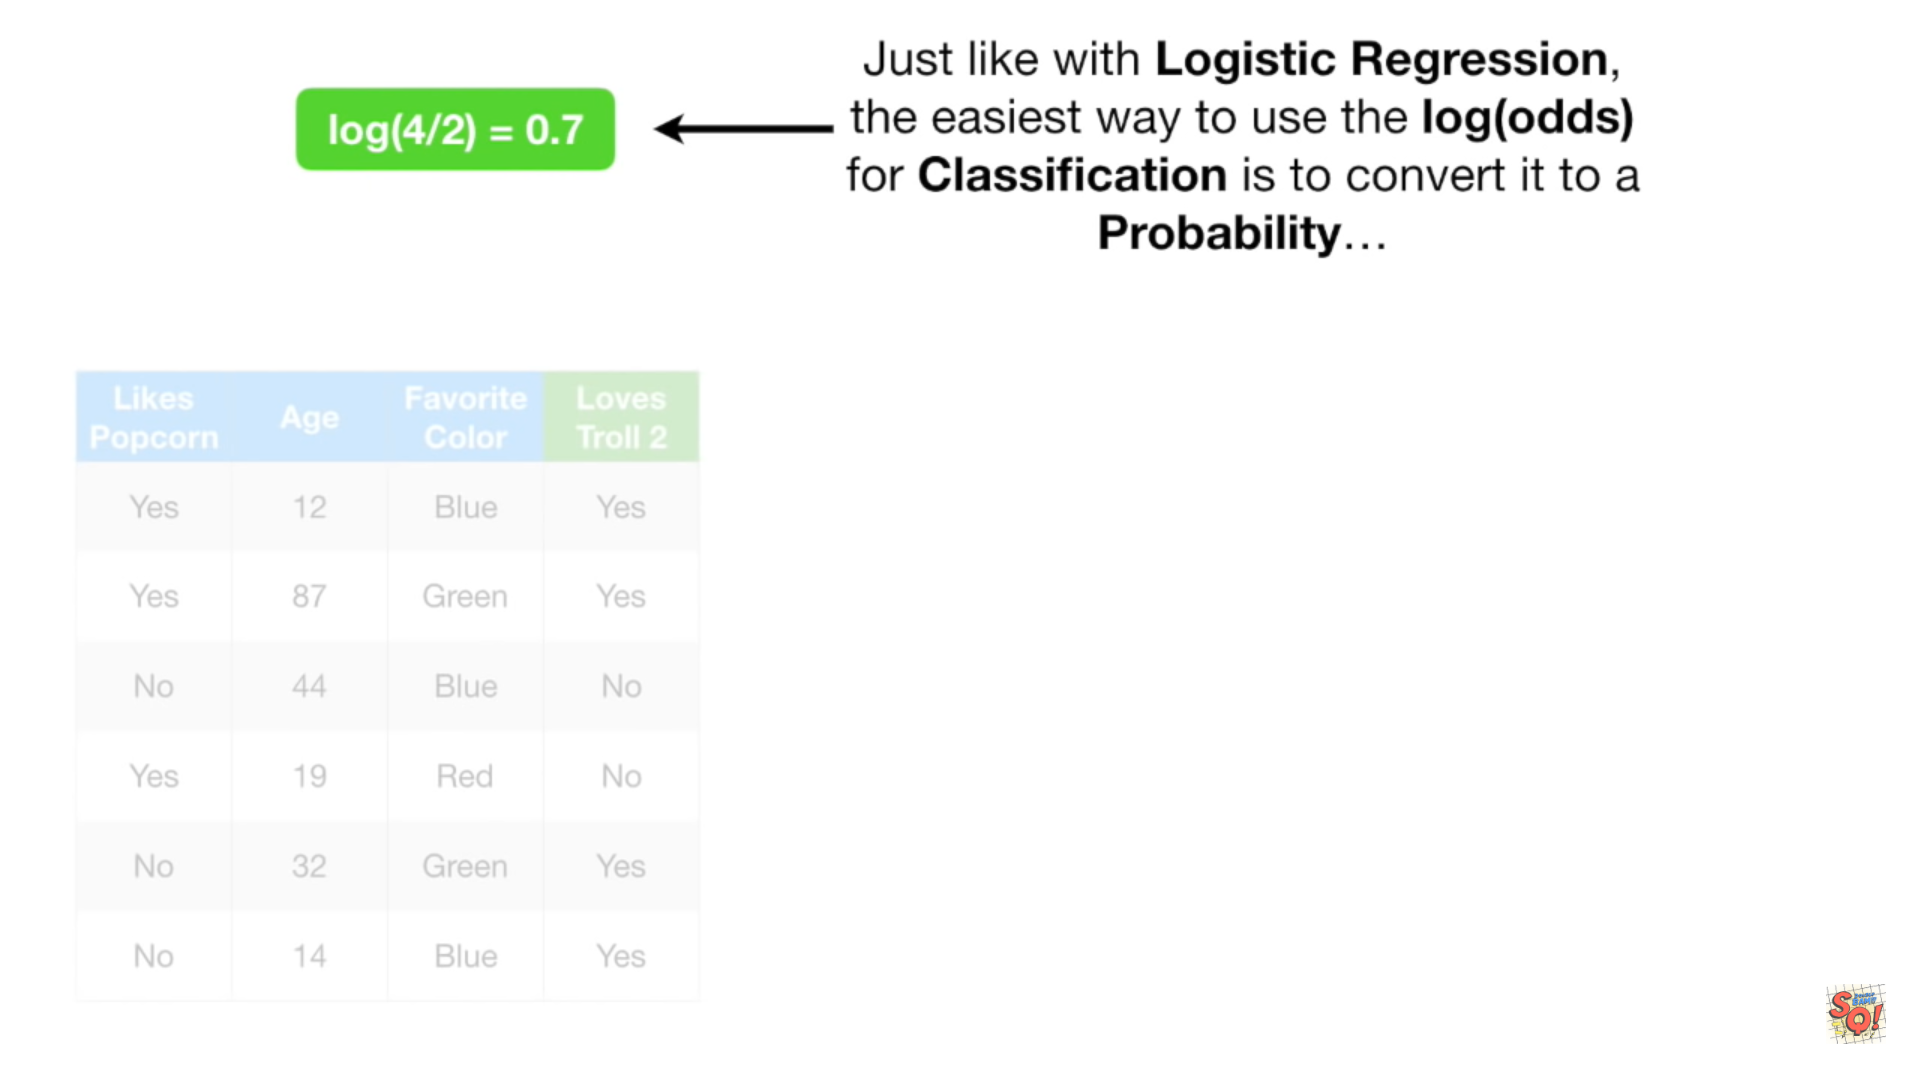 log(4/2) = 0.7
Just like with Logistic Regression,
the easiest way to use the log(odds)
for Classification is to convert it to a
Probability…
Likes Popcorn Age Favorite Color Loves Troll 2
Yes 12 Blue Yes
Yes 87 Green Yes
No 44 Blue No
Yes 19 Red No
No 32 Green Yes
No 14 Blue Yes
SQ!